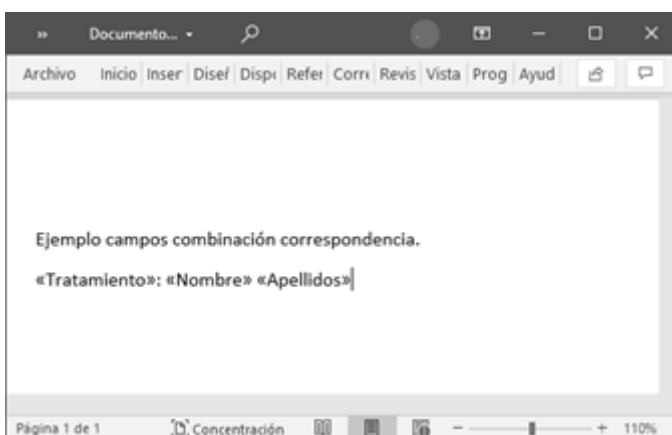 » Documento...
Archivo Inicio Inser Diseñ Dispo Refer Corre Revis Vista Prog Ayud
Ejemplo campos combinación correspondencia.
«Tratamiento»: «Nombre» «Apellidos»
Página 1 de 1 Concentración 110%